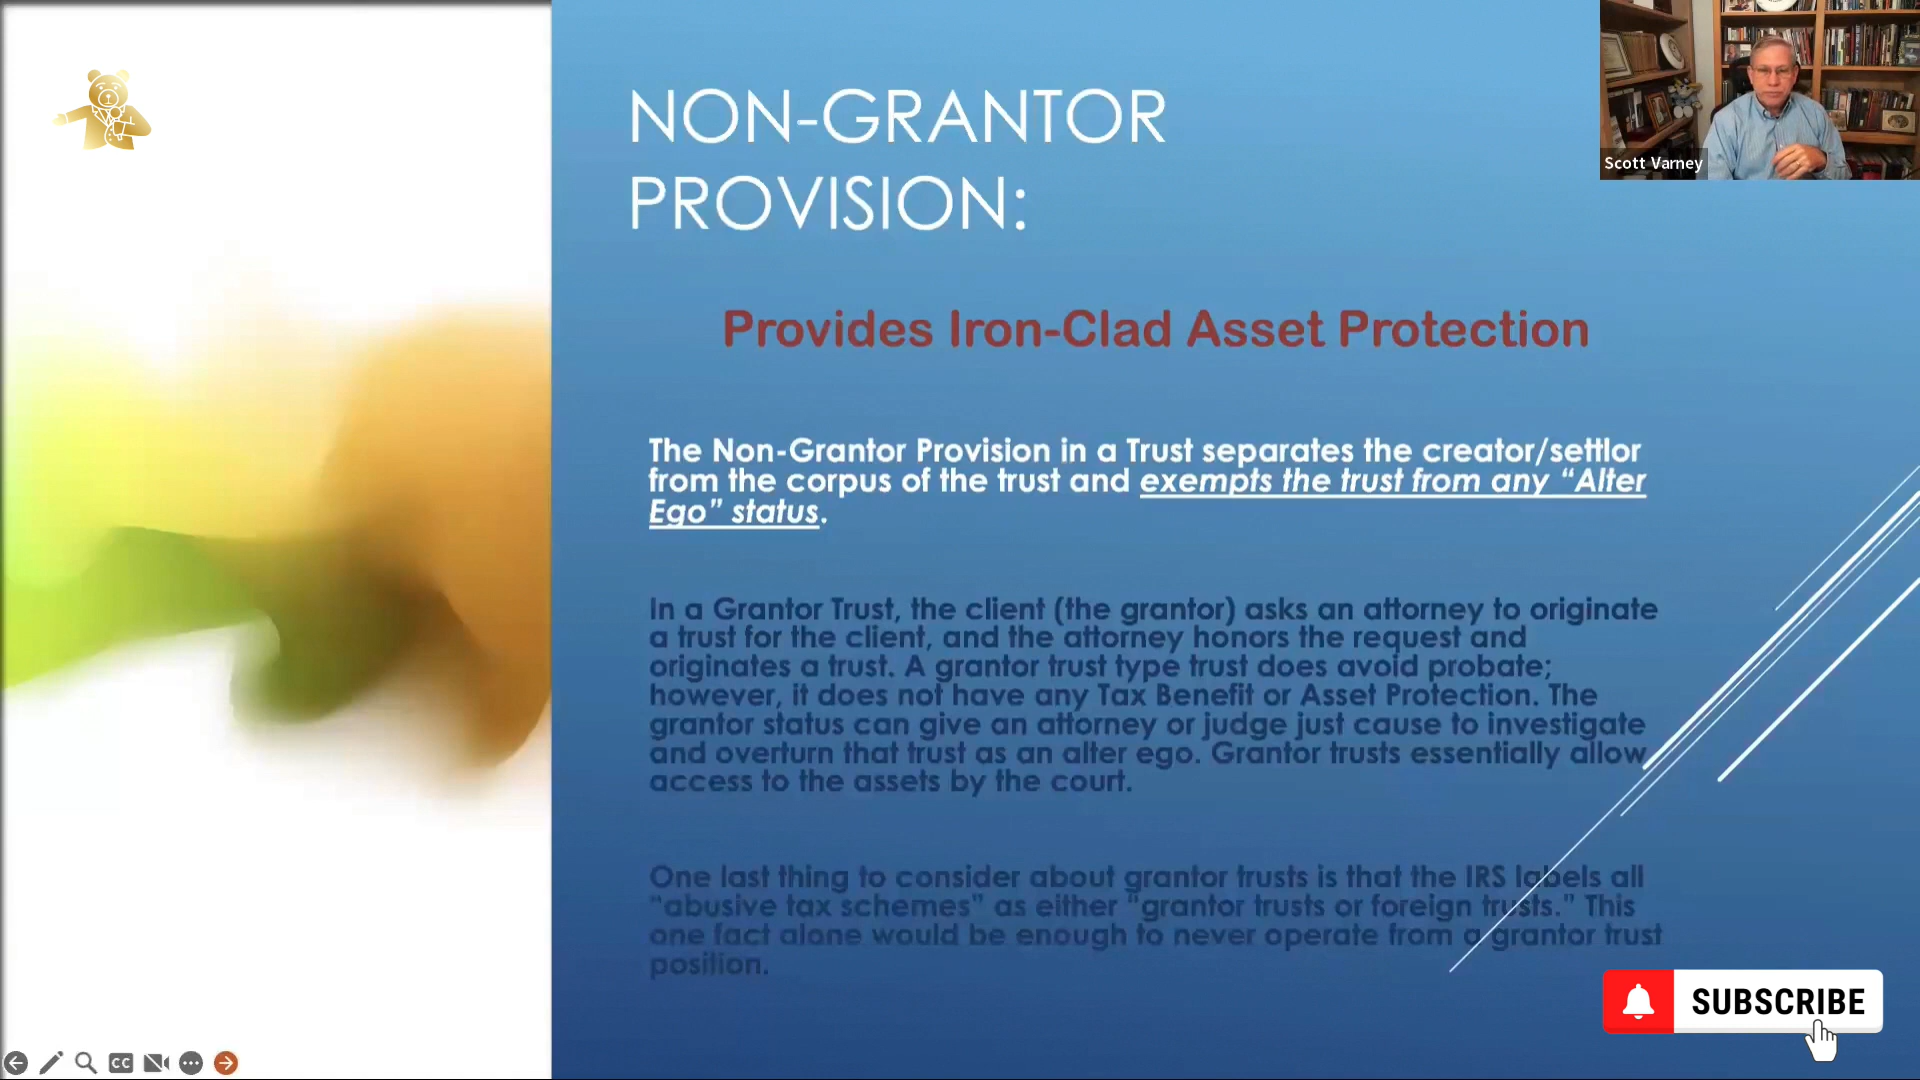 NON-GRANTOR
PROVISION:
Scott Varney
Provides Iron-Clad Asset Protection
The Non-Grantor Provision in a Trust separates the creator/settlor
from the corpus of the trust and exempts the trust from any “Alter
Ego” status.
In a Grantor Trust, the client (the grantor) asks an attorney to originate
a trust for the client, and the attorney honors the request and
originates a trust. A grantor trust type trust does avoid probate;
however, it does not have any Tax Benefit or Asset Protection. The
grantor status can give an attorney or judge just cause to investigate
and overturn that trust as an alter ego. Grantor trusts essentially allow
access to the assets by the court.
One last thing to consider about grantor trusts is that the IRS labels all
“abusive tax schemes” as either “grantor trusts or foreign trusts.” This
one fact alone would be enough to never operate from a grantor trust
position.
SUBSCRIBE
CC